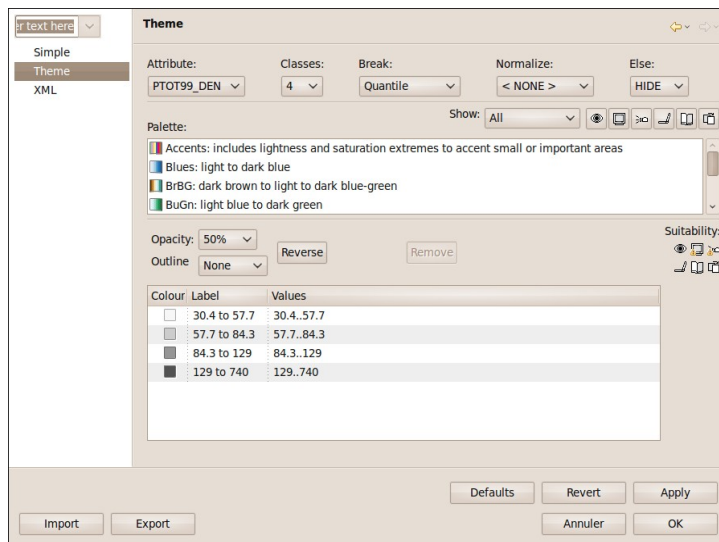 er text here
Simple
Theme
XML
Theme
Attribute: Classes: Break: Normalize: Else:
PTOT99_DEN 4 Quantile < NONE > HIDE
Show: All
Palette:
Accents: includes lightness and saturation extremes to accent small or important areas
Blues: light to dark blue
BrBG: dark brown to light to dark blue-green
BuGn: light blue to dark green
Opacity: 50%
Outline None
Reverse
Remove
Suitability:
Colour Label Values
30.4 to 57.7 30.4..57.7
57.7 to 84.3 57.7..84.3
84.3 to 129 84.3..129
129 to 740 129..740
Defaults Revert Apply
Import Export Annuler OK